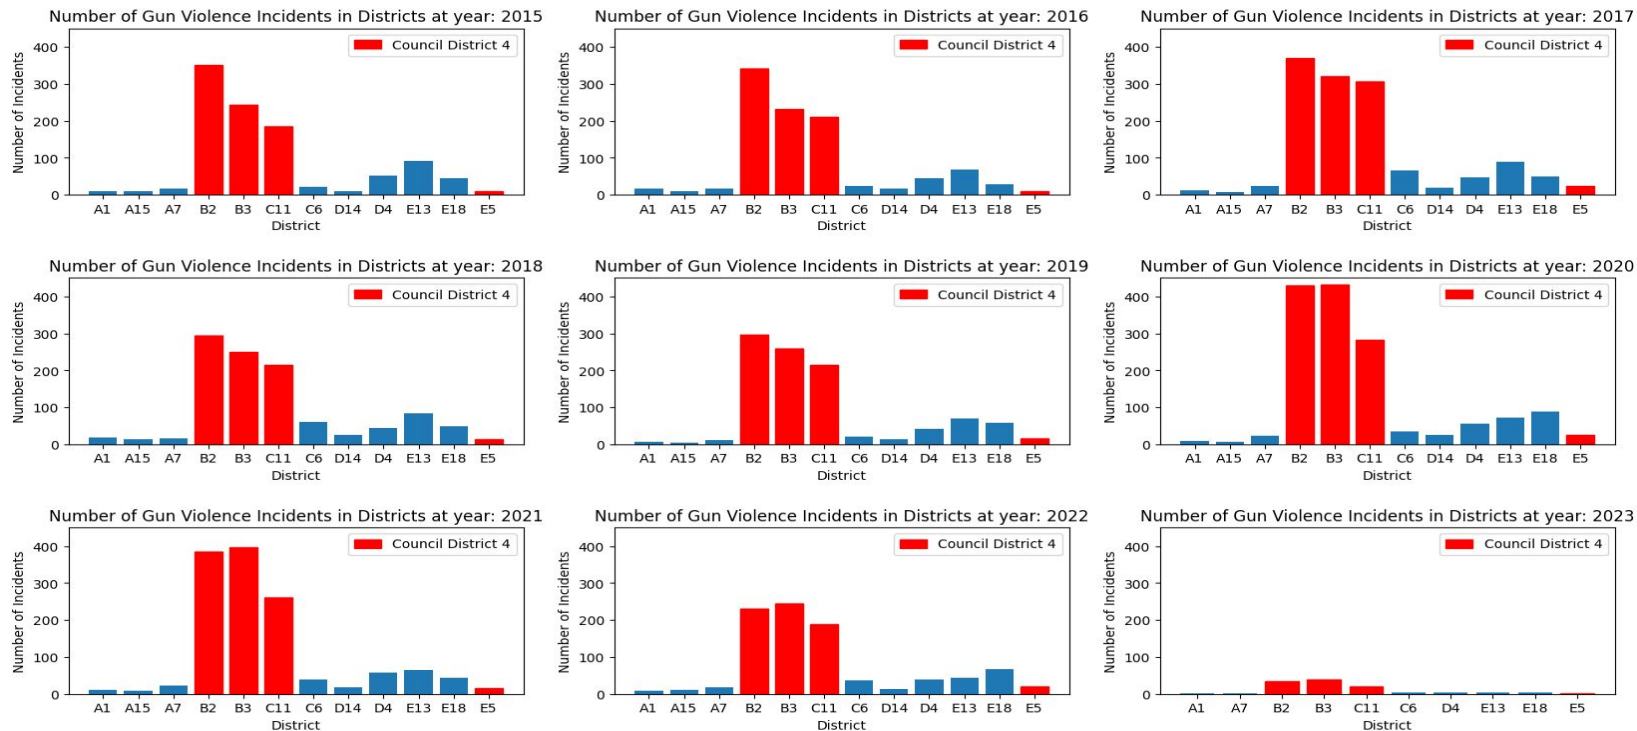 Number of Gun Violence Incidents in Districts at year: 2015
Number of Incidents
400
300
200
100
0
Council District 4
A1 A15 A7 B2 B3 C11 C6 D14 D4 E13 E18 E5
District
Number of Gun Violence Incidents in Districts at year: 2016
Number of Incidents
400
300
200
100
0
Council District 4
A1 A15 A7 B2 B3 C11 C6 D14 D4 E13 E18 E5
District
Number of Gun Violence Incidents in Districts at year: 2017
Number of Incidents
400
300
200
100
0
Council District 4
A1 A15 A7 B2 B3 C11 C6 D14 D4 E13 E18 E5
District
Number of Gun Violence Incidents in Districts at year: 2018
Number of Incidents
400
300
200
100
0
Council District 4
A1 A15 A7 B2 B3 C11 C6 D14 D4 E13 E18 E5
District
Number of Gun Violence Incidents in Districts at year: 2019
Number of Incidents
400
300
200
100
0
Council District 4
A1 A15 A7 B2 B3 C11 C6 D14 D4 E13 E18 E5
District
Number of Gun Violence Incidents in Districts at year: 2020
Number of Incidents
400
300
200
100
0
Council District 4
A1 A15 A7 B2 B3 C11 C6 D14 D4 E13 E18 E5
District
Number of Gun Violence Incidents in Districts at year: 2021
Number of Incidents
400
300
200
100
0
Council District 4
A1 A15 A7 B2 B3 C11 C6 D14 D4 E13 E18 E5
District
Number of Gun Violence Incidents in Districts at year: 2022
Number of Incidents
400
300
200
100
0
Council District 4
A1 A15 A7 B2 B3 C11 C6 D14 D4 E13 E18 E5
District
Number of Gun Violence Incidents in Districts at year: 2023
Number of Incidents
400
300
200
100
0
Council District 4
A1 A7 B2 B3 C11 C6 D4 E13 E18 E5
District